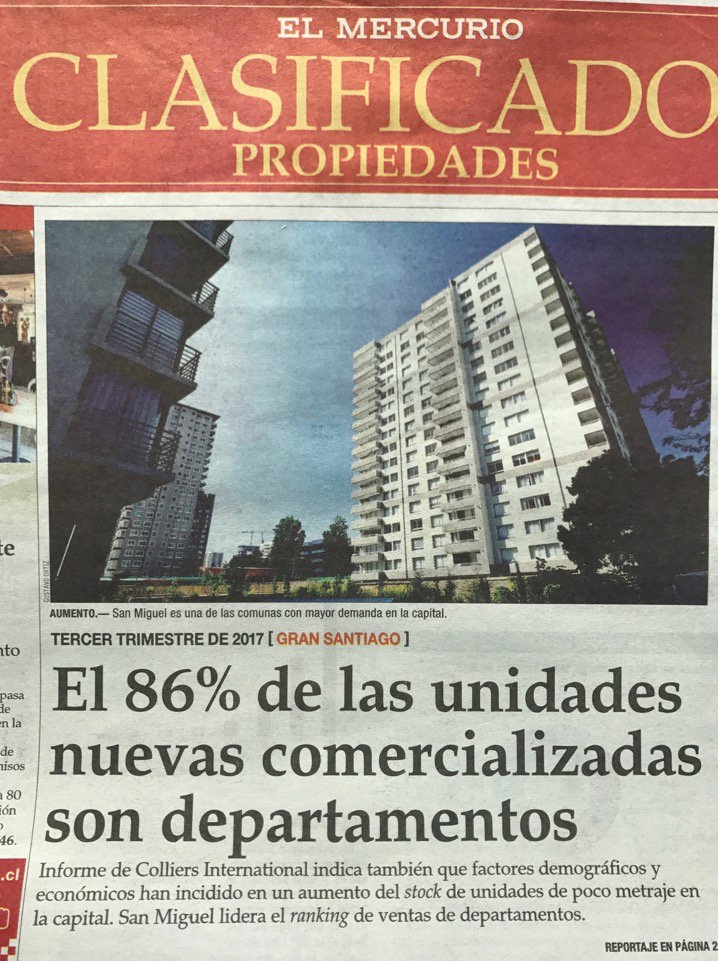 EL MERCURIO
CLASIFICADO
PROPIEDADES
GUSTAVO ORTIZ
AUMENTO.— San Miguel es una de las comunas con mayor demanda en la capital.
TERCER TRIMESTRE DE 2017 [ GRAN SANTIAGO ]
El 86% de las unidades
nuevas comercializadas
son departamentos
Informe de Colliers International indica también que factores demográficos y
económicos han incidido en un aumento del stock de unidades de poco metraje en
la capital. San Miguel lidera el ranking de ventas de departamentos.
REPORTAJE EN PÁGINA 2
te
nto
pasa
de
en la
de
misos
a 80
ión
o
46.
.cl